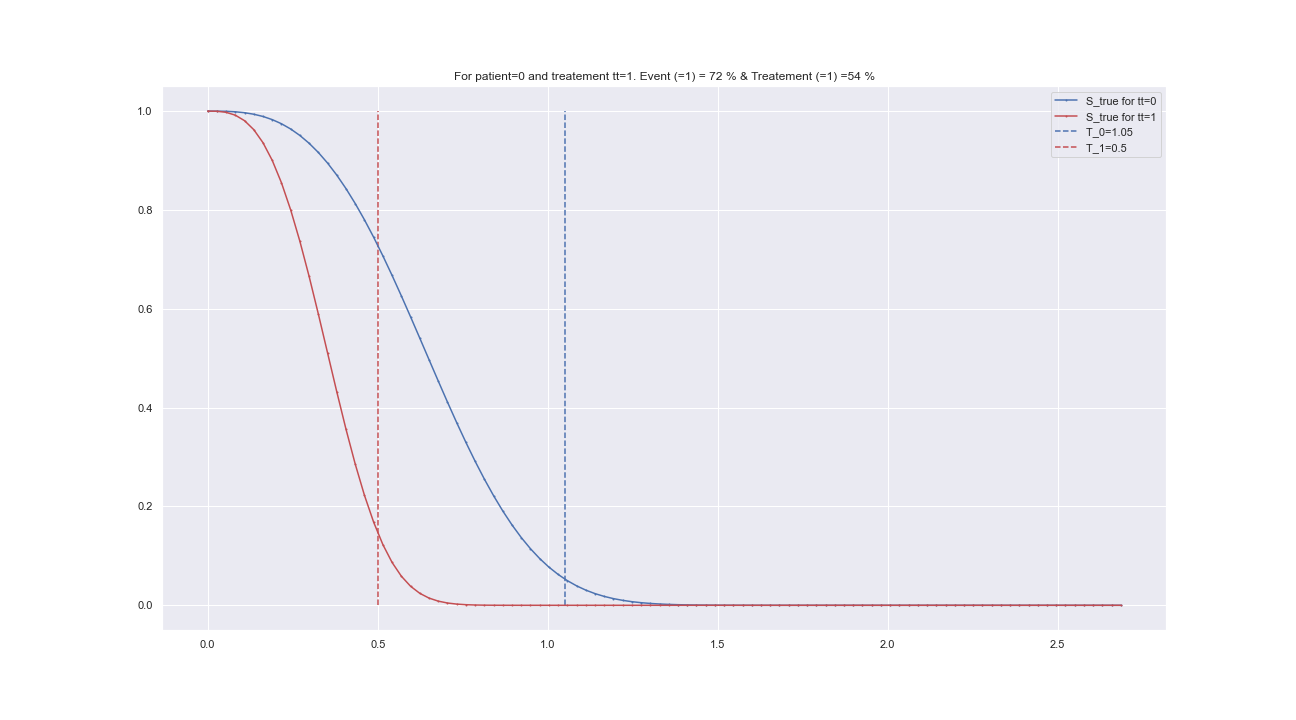 For patient=0 and treatement tt=1. Event (=1) = 72 % & Treatement (=1) =54 %
S_true for tt=0
S_true for tt=1
T_0=1.05
T_1=0.5
1.0
0.8
0.6
0.4
0.2
0.0
0.0 0.5 1.0 1.5 2.0 2.5